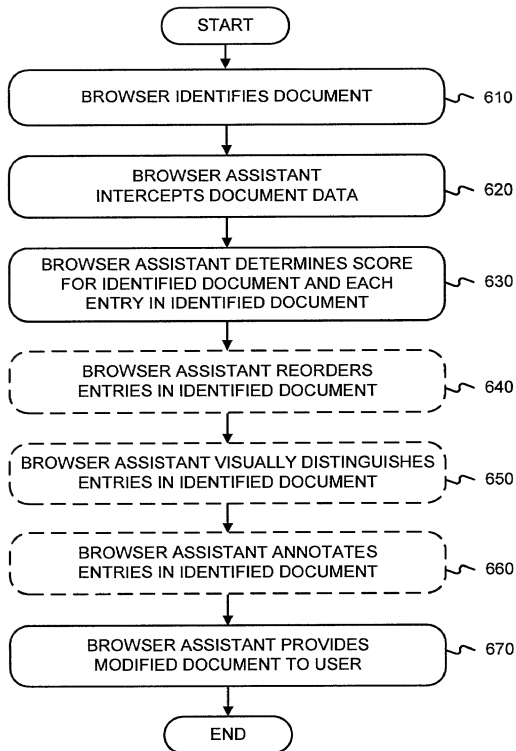 START
BROWSER IDENTIFIES DOCUMENT
610
BROWSER ASSISTANT
INTERCEPTS DOCUMENT DATA
620
BROWSER ASSISTANT DETERMINES SCORE
FOR IDENTIFIED DOCUMENT AND EACH
ENTRY IN IDENTIFIED DOCUMENT
630
BROWSER ASSISTANT REORDERS
ENTRIES IN IDENTIFIED DOCUMENT
640
BROWSER ASSISTANT VISUALLY DISTINGUISHES
ENTRIES IN IDENTIFIED DOCUMENT
650
BROWSER ASSISTANT ANNOTATES
ENTRIES IN IDENTIFIED DOCUMENT
660
BROWSER ASSISTANT PROVIDES
MODIFIED DOCUMENT TO USER
670
END